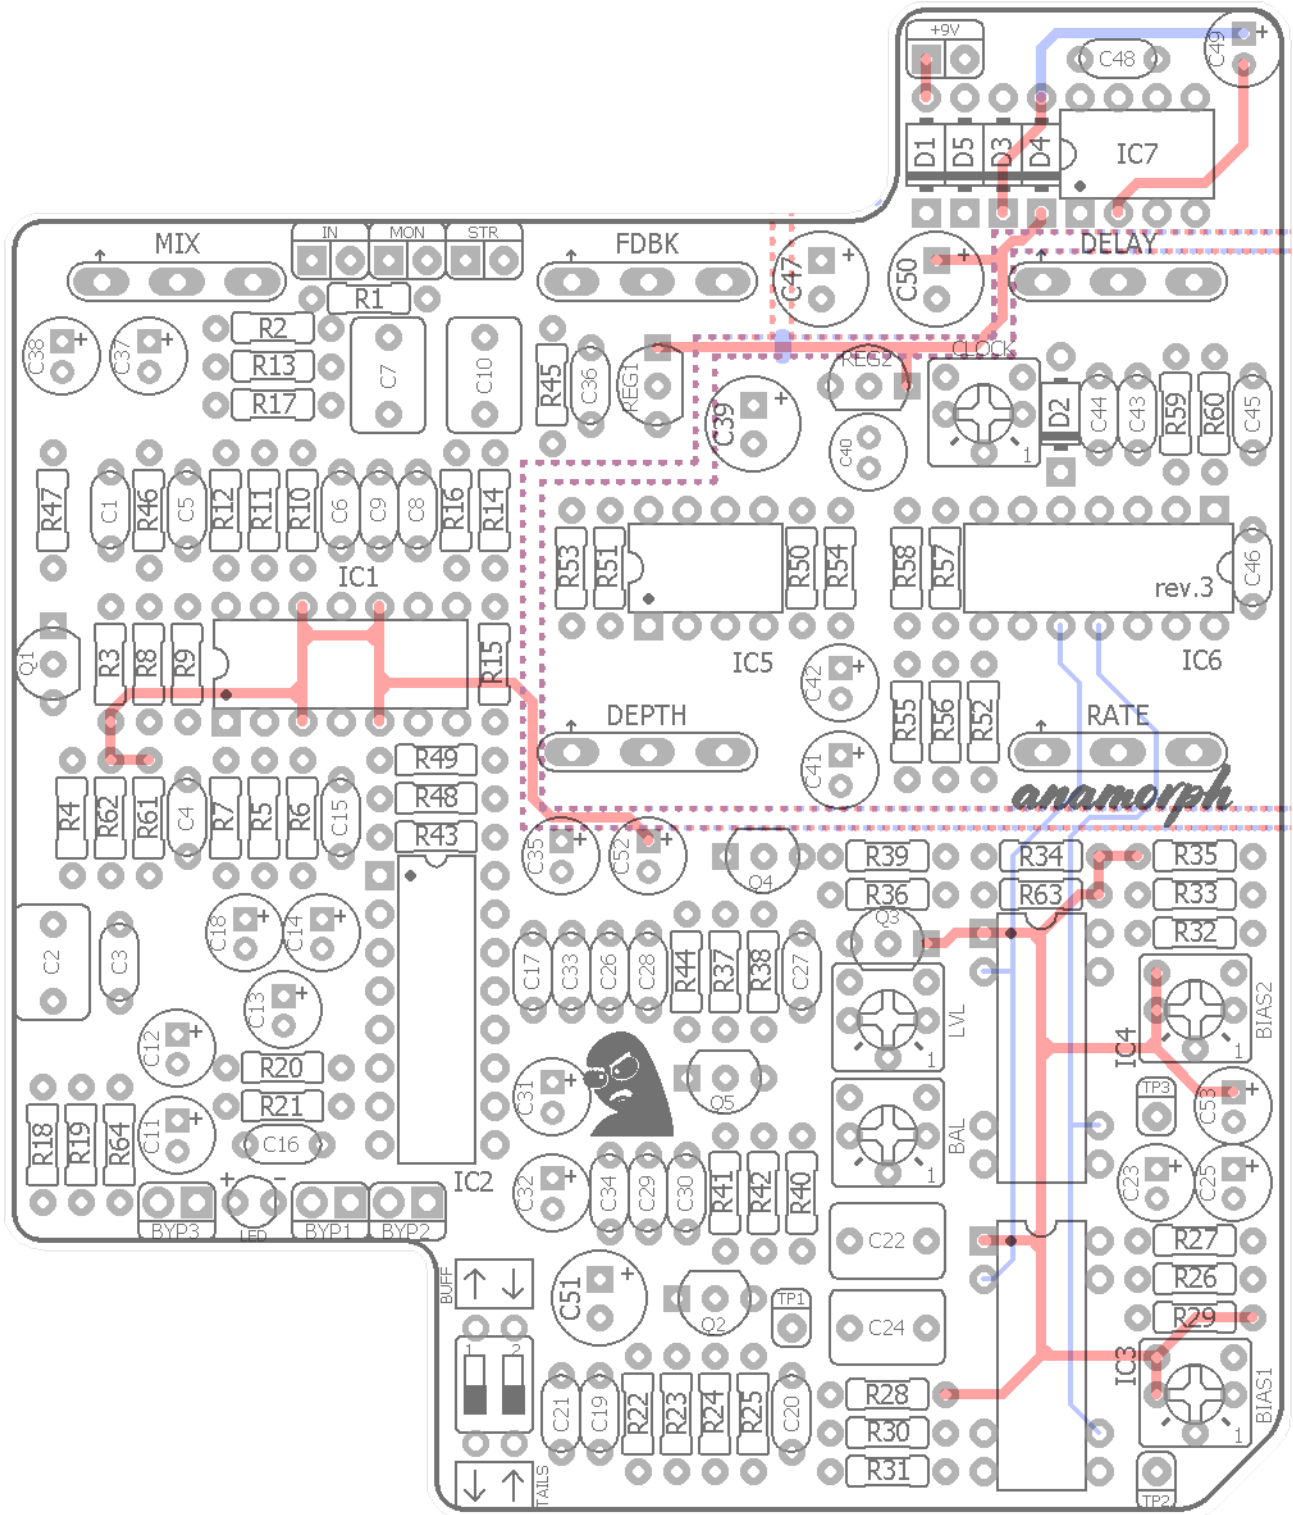 +9V
C48
C49
+
D1
D5
D3
D4
IC7
IN
MON
STR
MIX
FDBK
DELAY
C47
+
C50
+
R1
C38
+
C37
+
R2
R13
R17
C7
C10
R45
C36
REG1
REG2
CLOCK
C39
+
C40
1
D2
C44
C43
R59
R60
C45
R47
C1
R46
C5
R12
R11
R10
C6
C9
C8
R16
R14
R53
R51
R50
R54
R58
R57
rev.3
C46
IC1
IC5
IC6
Q1
R3
R8
R9
R15
C42
+
R55
R56
R52
DEPTH
RATE
C41
+
anamorph
R49
R48
R43
R4
R62
R61
C4
R7
R5
R6
C15
C35
+
C52
+
Q4
R39
R34
R35
R36
R63
R33
Q3
R32
C2
C3
C18
+
C14
+
C17
C33
C26
C28
R44
R37
R38
C27
LVL
1
IC4
BIAS2
1
C13
+
C12
+
R20
R21
C11
+
C16
C31
+
Q5
BAL
1
TP3
C53
+
R18
R19
R64
IC2
C32
+
C34
C29
C30
R41
R42
R40
C23
+
C25
+
+
-
BYP3
LED
BYP1
BYP2
C22
R27
R26
BUFF
C51
+
Q2
TP1
C24
R29
1
2
IC3
BIAS1
1
C21
C19
R22
R23
R24
R25
C20
R28
R30
R31
TAILS
TP2